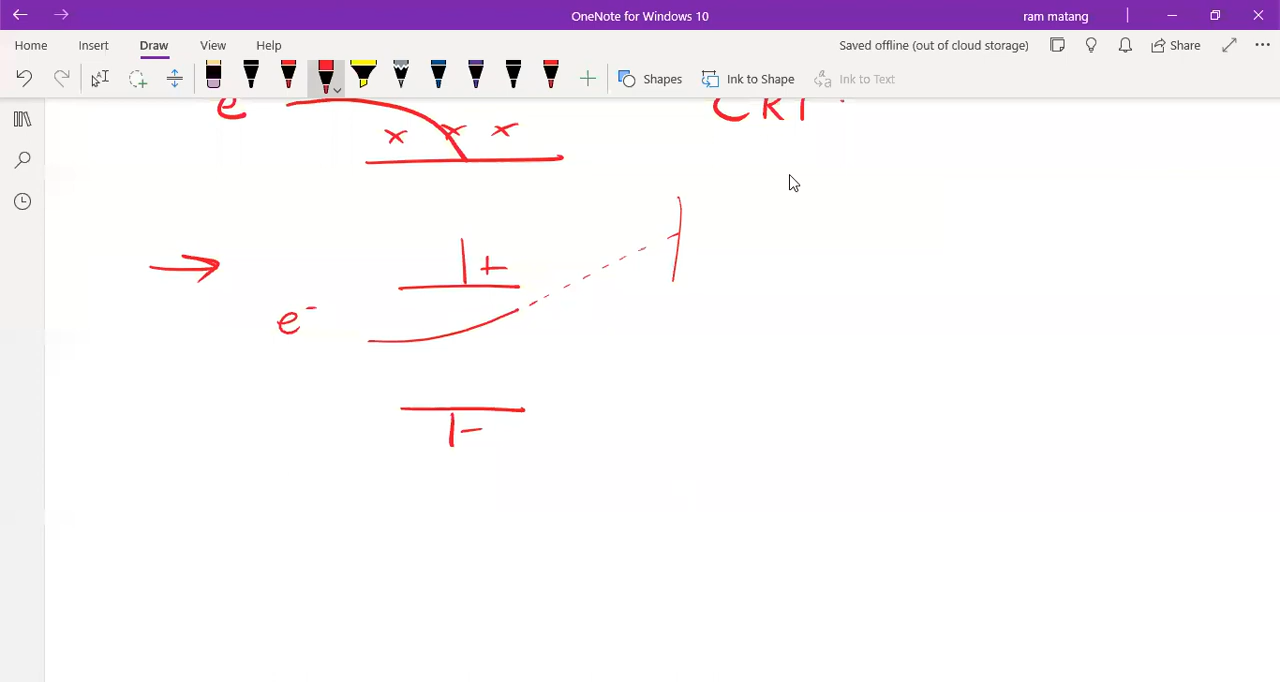 OneNote for Windows 10
ram matang
Home Insert Draw View Help
Saved offline (out of cloud storage)
Share
Shapes
Ink to Shape
Ink to Text
e
x x x
CRT
+
e⁻
-